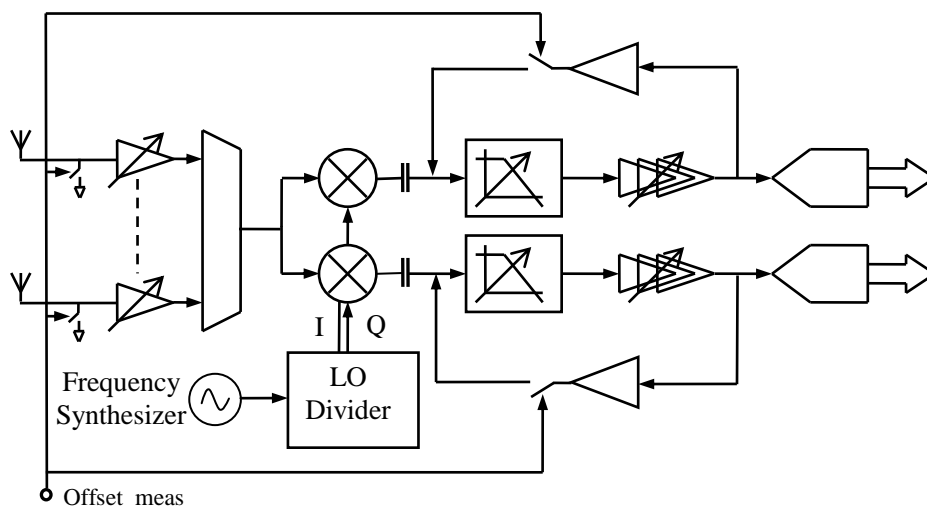 I Q
Frequency
Synthesizer
LO
Divider
Offset meas